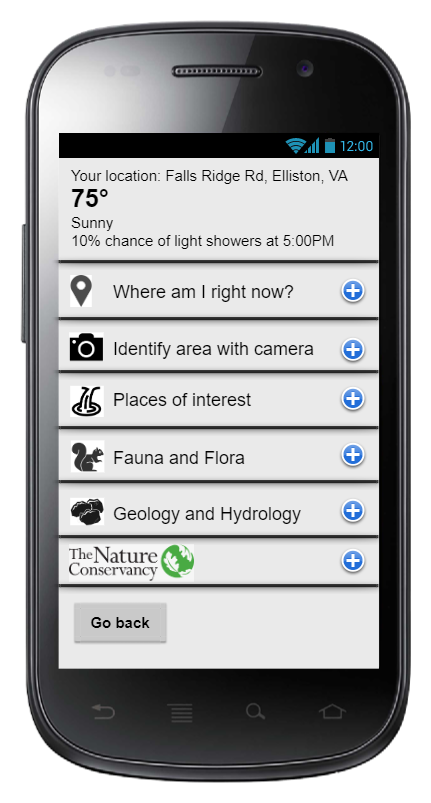 12:00
Your location: Falls Ridge Rd, Elliston, VA
75°
Sunny
10% chance of light showers at 5:00PM
Where am I right now?
Identify area with camera
Places of interest
Fauna and Flora
Geology and Hydrology
The Nature
Conservancy
Go back